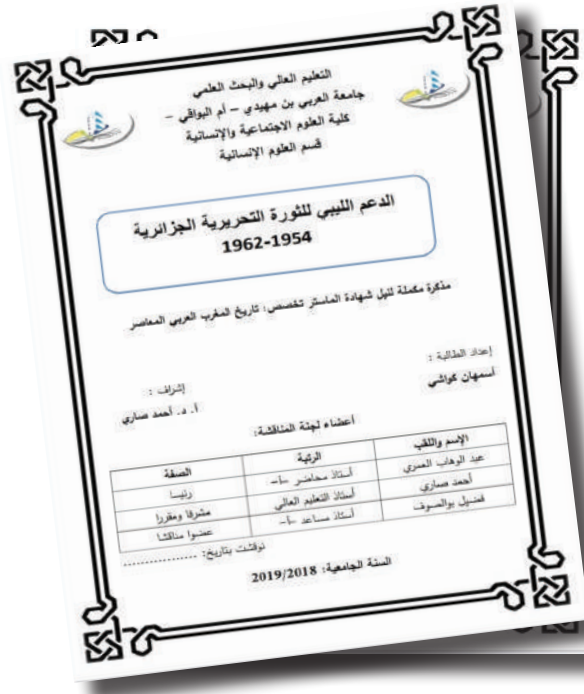 التعليم العالي والبحث العلمي
جامعة العربي بن مهيدي – أم البواقي –
كلية العلوم الاجتماعية والإنسانية
قسم العلوم الإنسانية
الدعم الليبي للثورة التحريرية الجزائرية
1962-1954
مذكرة مكملة لنيل شهادة الماستر تخصص: تاريخ المغرب العربي المعاصر
إعداد الطالبة :
إشراف :
أسمهان كواشي
أ. د. أحمد صاري
أعضاء لجنة المناقشة:
الإسم واللقب الرتبة الصفة
عبد الوهاب العمري أستاذ محاضر -أ- رئيسا
أحمد صاري أستاذ التعليم العالي مشرفا ومقررا
فضيل بوالصوف أستاذ مساعد -أ- عضوا مناقشا
نوقشت بتاريخ: .................
السنة الجامعية: 2019/2018